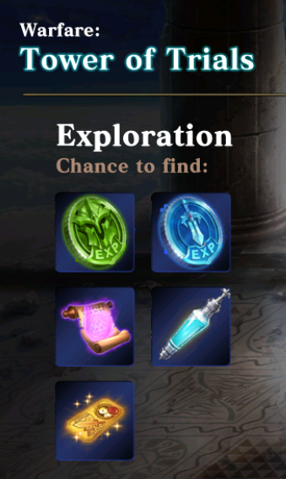 Warfare:
Tower of Trials
Exploration
Chance to find:
EXP
EXP